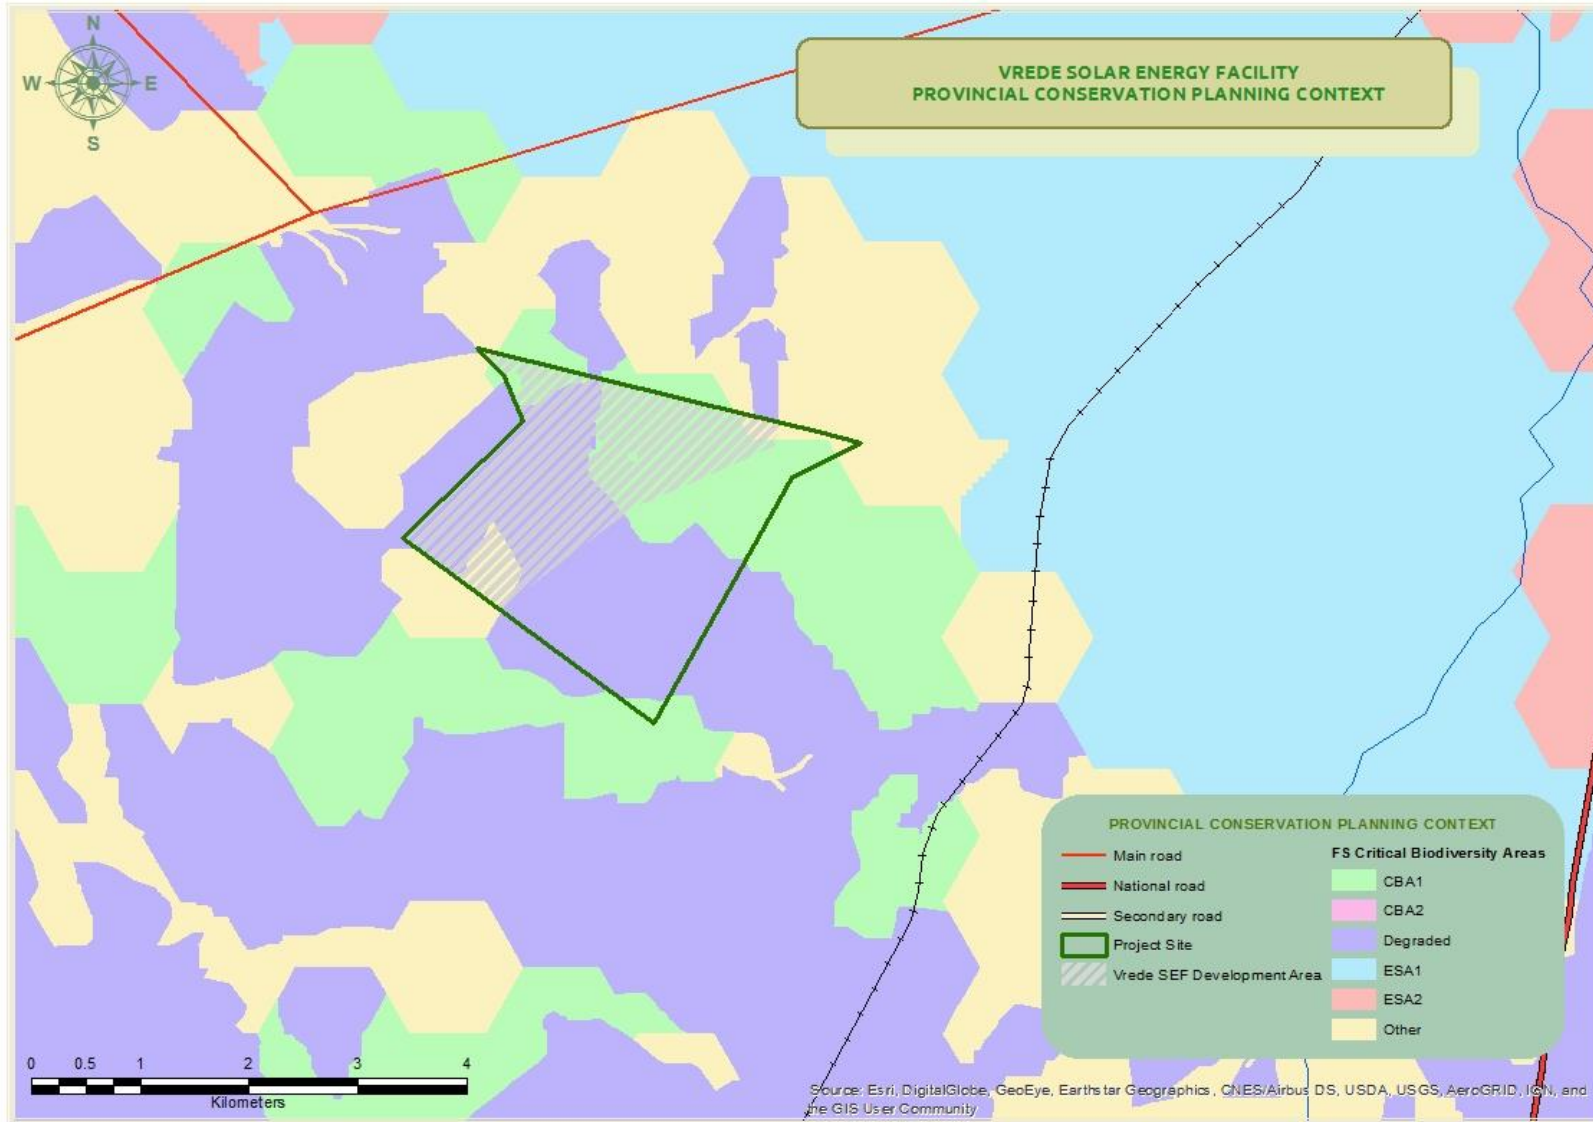 N
W
E
S
VREDE SOLAR ENERGY FACILITY
PROVINCIAL CONSERVATION PLANNING CONTEXT
PROVINCIAL CONSERVATION PLANNING CONTEXT
Main road
National road
Secondary road
Project Site
Vrede SEF Development Area
FS Critical Biodiversity Areas
CBA1
CBA2
Degraded
ESA1
ESA2
Other
0 0.5 1 2 3 4
Kilometers
Source: Esri, DigitalGlobe, GeoEye, Earthstar Geographics, CNES/Airbus DS, USDA, USGS, AeroGRID, IGN, and
the GIS User Community